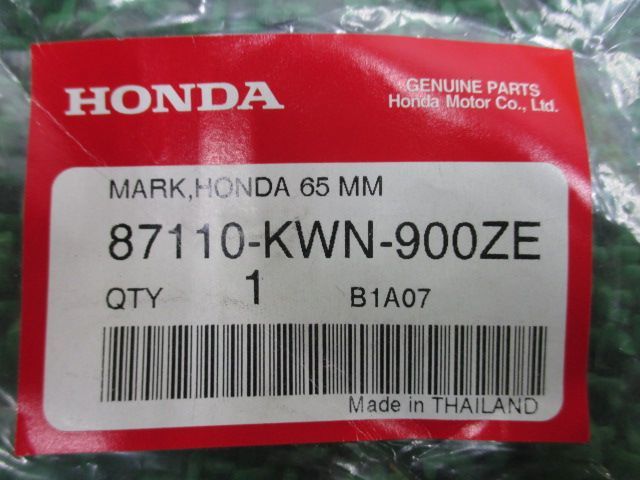 HONDA
GENUINE PARTS
Honda Motor Co., Ltd.
MARK,HONDA 65 MM
87110-KWN-900ZE
QTY 1 B1A07
Made in THAILAND